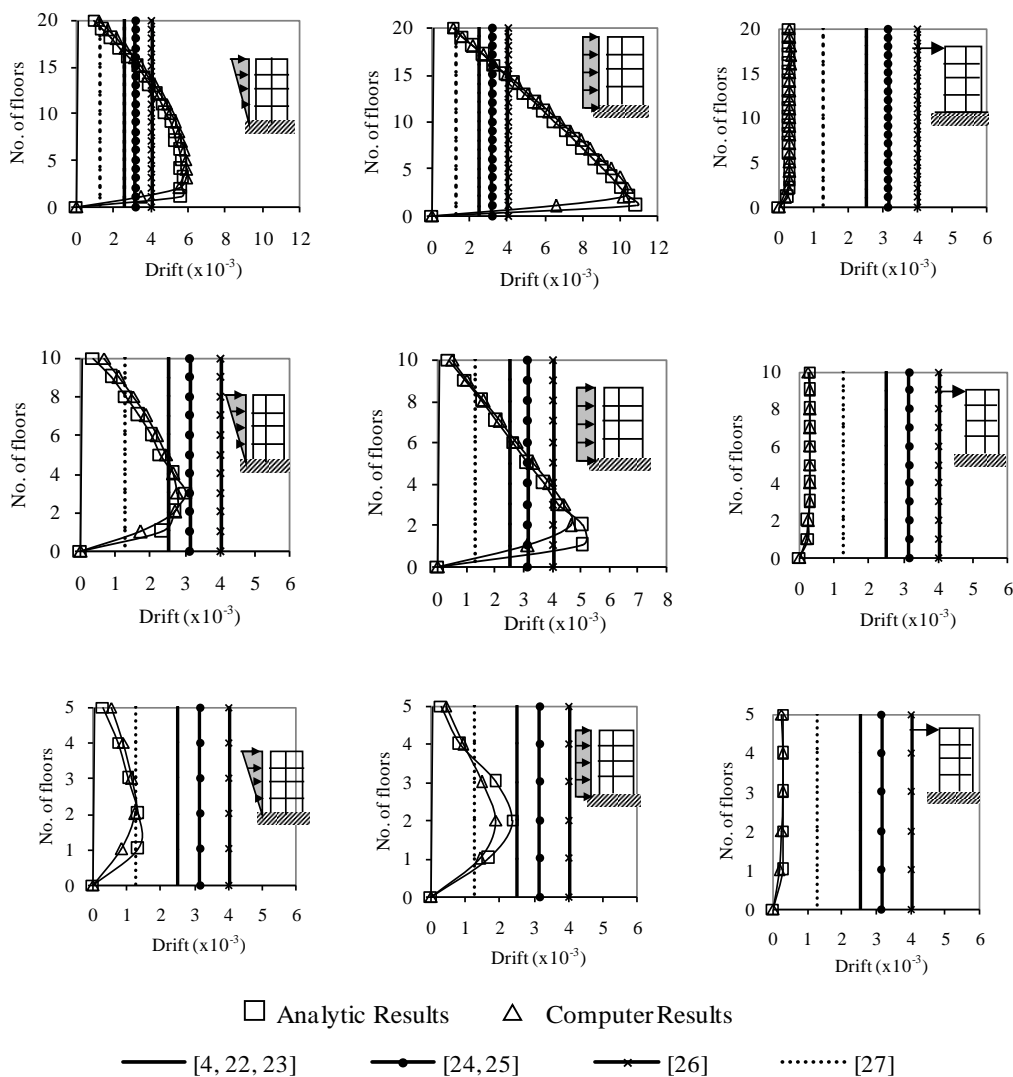 No. of floors
20
15
10
5
0
0 2 4 6 8 10 12
Drift (x10-3)
No. of floors
20
15
10
5
0
0 2 4 6 8 10 12
Drift (x10-3)
No. of floors
20
15
10
5
0
0 1 2 3 4 5 6
Drift (x10-3)
No. of floors
10
8
6
4
2
0
0 1 2 3 4 5 6
Drift (x10-3)
No. of floors
10
8
6
4
2
0
0 1 2 3 4 5 6 7 8
Drift (x10-3)
No. of floors
10
9
8
7
6
5
4
3
2
1
0
0 1 2 3 4 5 6
Drift (x10-3)
No. of floors
5
4
3
2
1
0
0 1 2 3 4 5 6
Drift (x10-3)
No. of floors
5
4
3
2
1
0
0 1 2 3 4 5 6
Drift (x10-3)
No. of floors
5
4
3
2
1
0
0 1 2 3 4 5 6
Drift (x10-3)
Analytic Results
Computer Results
[4, 22, 23] [24, 25] [26] [27]